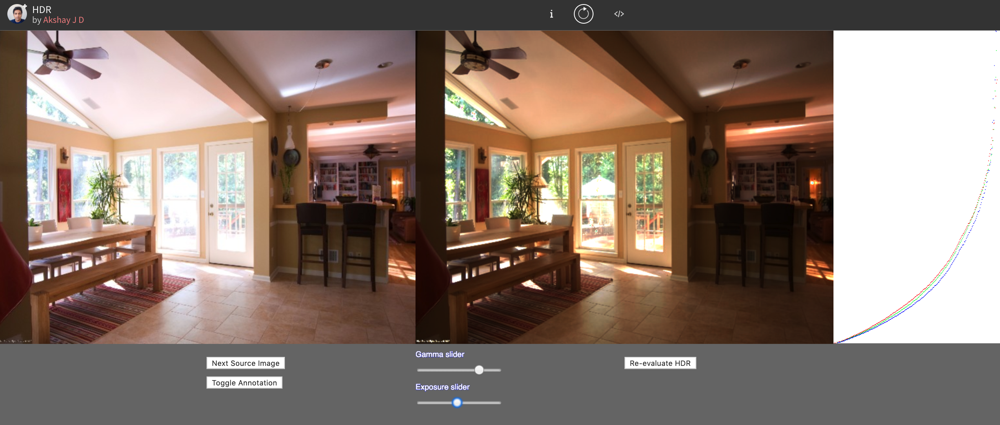 HDR
by Akshay J D
Next Source Image
Toggle Annotation
Gamma slider
Exposure slider
Re-evaluate HDR